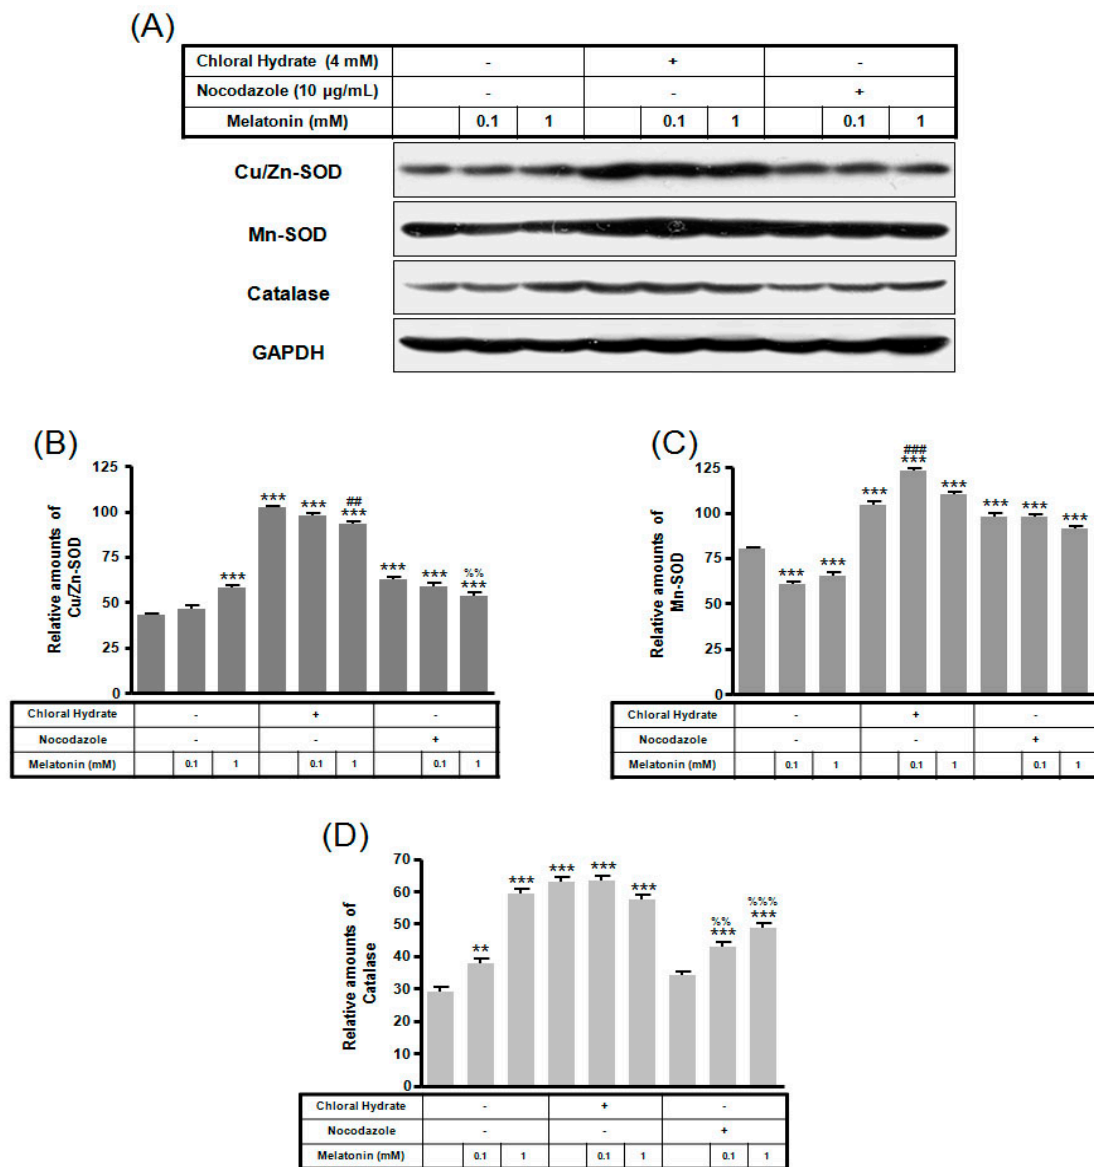 (A)
Chloral Hydrate (4 mM) - + -
Nocodazole (10 µg/mL) - - +
Melatonin (mM) 0.1 1 0.1 1 0.1 1
Cu/Zn-SOD
Mn-SOD
Catalase
GAPDH
(B)
Relative amounts of
Cu/Zn-SOD
125
100
75
50
25
0
***
***
***
##
***
***
***
%%
***
Chloral Hydrate - + -
Nocodazole - - +
Melatonin (mM) 0.1 1 0.1 1 0.1 1
(C)
Relative amounts of
Mn-SOD
125
100
75
50
25
0
***
***
***
###
***
***
***
***
***
Chloral Hydrate - + -
Nocodazole - - +
Melatonin (mM) 0.1 1 0.1 1 0.1 1
(D)
Relative amounts of
Catalase
70
60
50
40
30
20
10
0
**
***
***
***
***
%%
***
%%%
***
Chloral Hydrate - + -
Nocodazole - - +
Melatonin (mM) 0.1 1 0.1 1 0.1 1